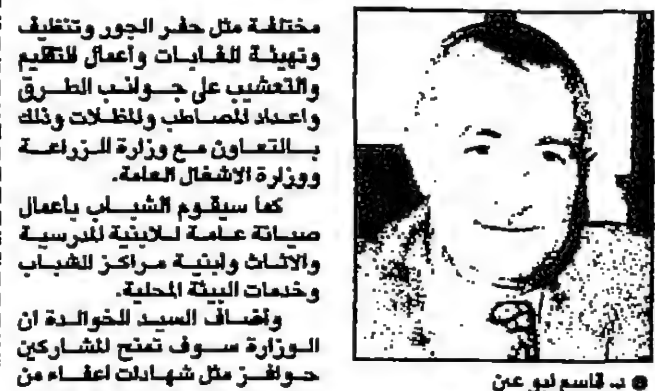 مختلفة مثل حفر الجور وتنظيف
وتهيئة الغابات وأعمال التقليم
والتعشيب على جوانب الطرق
واعداد المصاطب والمظلات وذلك
بالتعاون مع وزارة الزراعة
ووزارة الاشغال العامة.
كما سيقوم الشباب بأعمال
صيانة عامة للابنية المدرسية
والاثاث وابنية مراكز الشباب
وخدمات البيئة المحلية.
وأضاف السيد الخوالدة ان
الوزارة سوف تمنح المشاركين
حوافز مثل شهادات اعفاء من
د. قاسم ابو عين